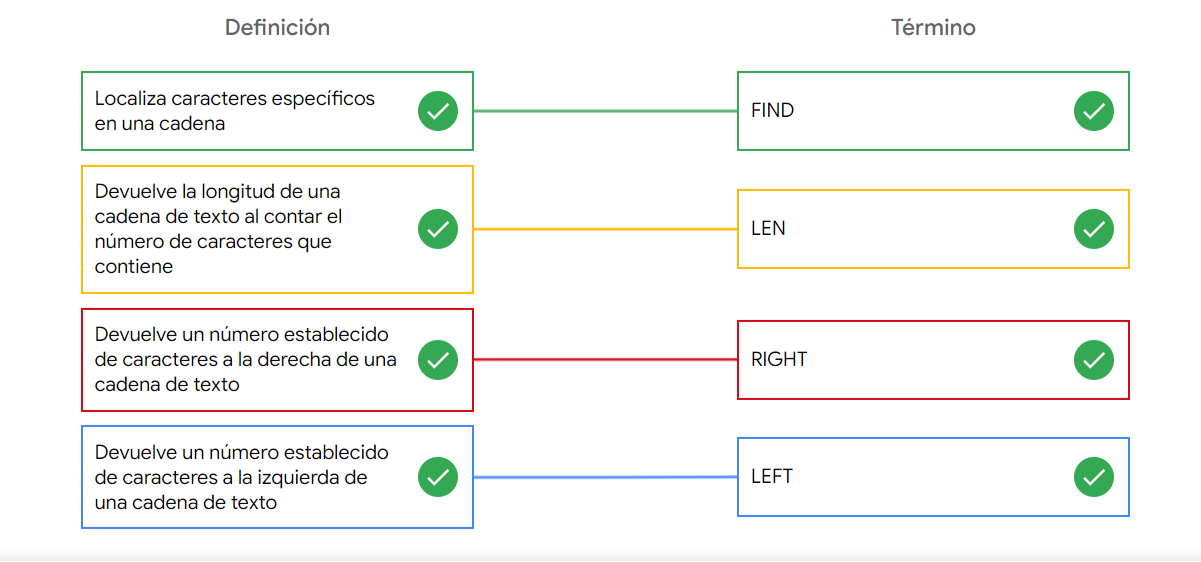 Definición
Término
Localiza caracteres específicos
en una cadena
FIND
Devuelve la longitud de una
cadena de texto al contar el
número de caracteres que
contiene
LEN
Devuelve un número establecido
de caracteres a la derecha de una
cadena de texto
RIGHT
Devuelve un número establecido
de caracteres a la izquierda de
una cadena de texto
LEFT